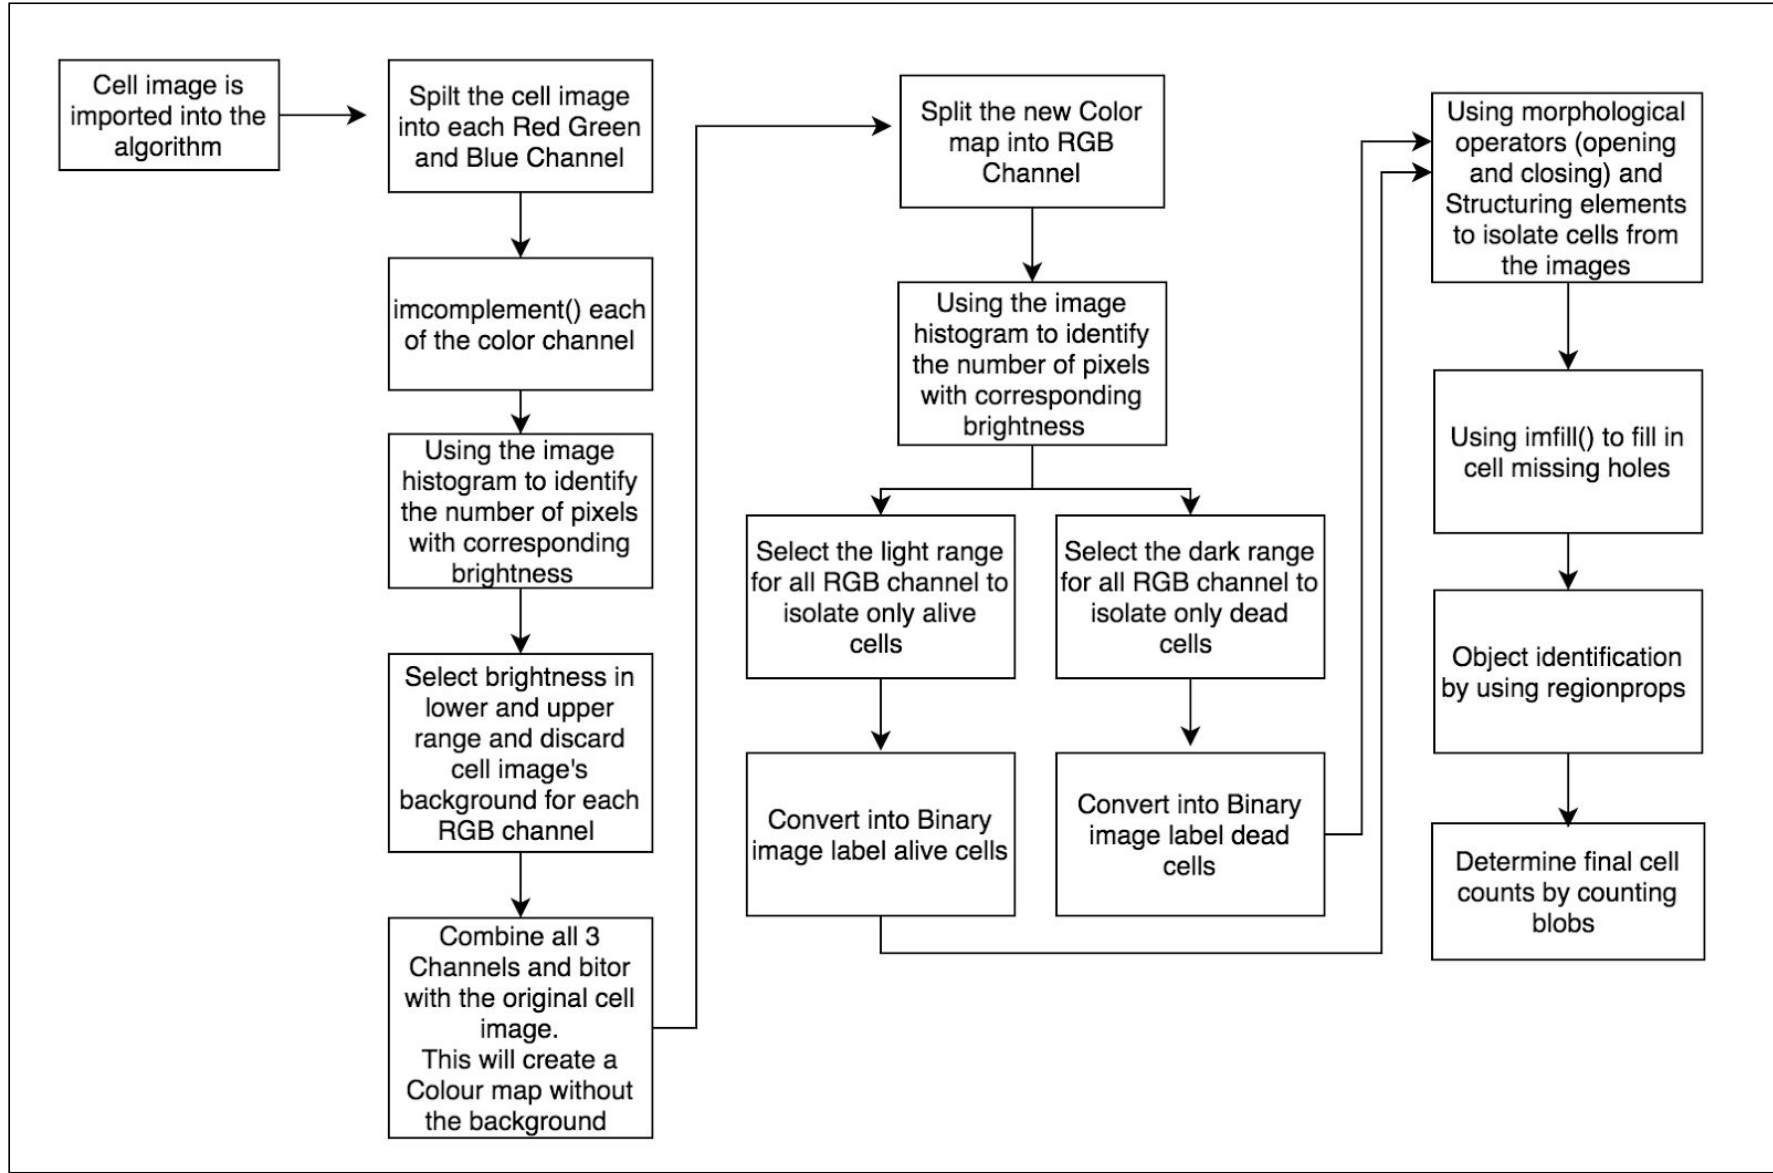 Cell image is
imported into the
algorithm
Spilt the cell image
into each Red Green
and Blue Channel
imcomplement() each
of the color channel
Using the image
histogram to identify
the number of pixels
with corresponding
brightness
Select brightness in
lower and upper
range and discard
cell image's
background for each
RGB channel
Combine all 3
Channels and bitor
with the original cell
image.
This will create a
Colour map without
the background
Split the new Color
map into RGB
Channel
Using the image
histogram to identify
the number of pixels
with corresponding
brightness
Select the light range
for all RGB channel to
isolate only alive
cells
Convert into Binary
image label alive cells
Select the dark range
for all RGB channel to
isolate only dead
cells
Convert into Binary
image label dead
cells
Using morphological
operators (opening
and closing) and
Structuring elements
to isolate cells from
the images
Using imfill() to fill in
cell missing holes
Object identification
by using regionprops
Determine final cell
counts by counting
blobs